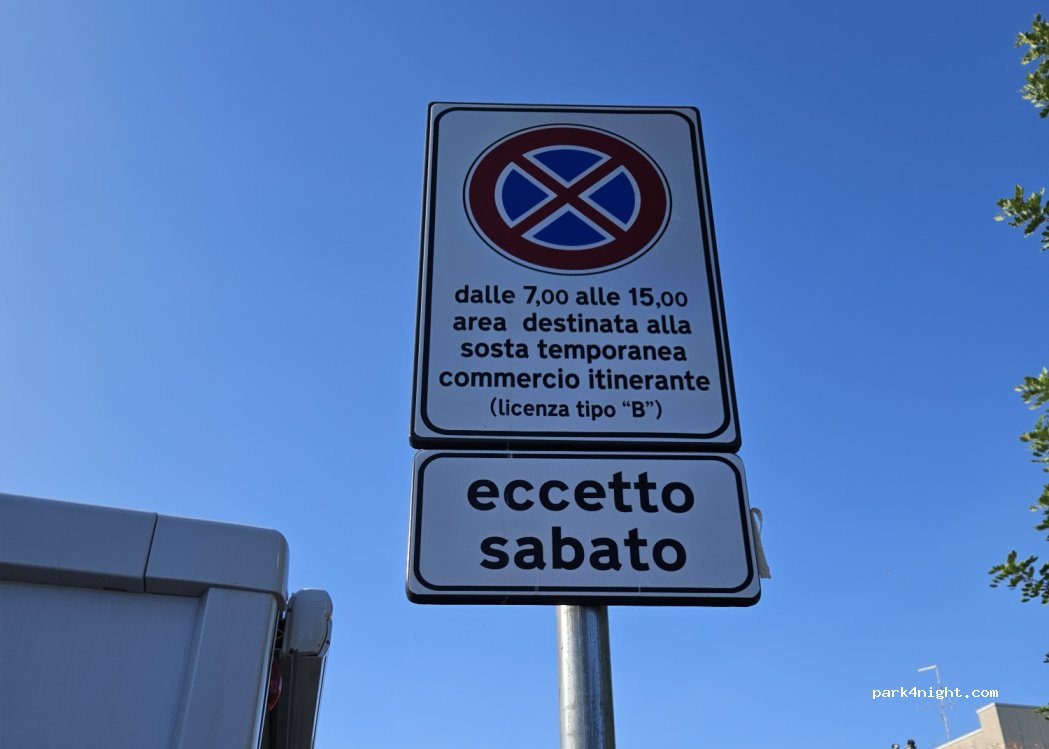 dalle 7,00 alle 15,00
area destinata alla
sosta temporanea
commercio itinerante
(licenza tipo “B”)
eccetto
sabato
park4night.com